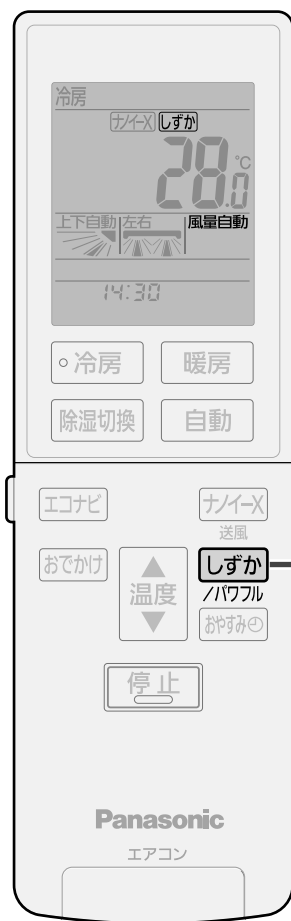 冷房
ナノイーX しずか
28.0℃
上下自動 左右 風量自動
14:30
冷房 暖房
除湿切換 自動
エコナビ ナノイーX
送風
おでかけ ▲ 温度 ▼ しずか
/パワフル
おやすみ
停止
Panasonic
エアコン